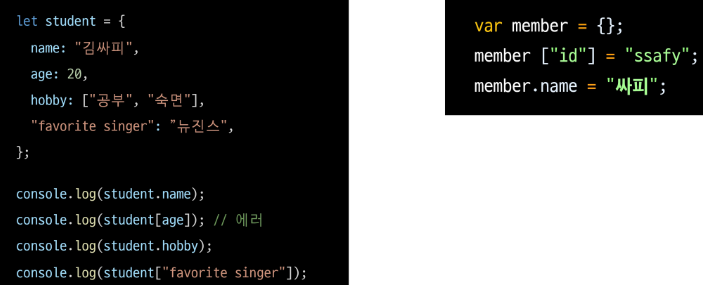 let student = {
name: "김싸피",
age: 20,
hobby: ["공부", "숙면"],
"favorite singer": ”뉴진스",
};
console.log(student.name);
console.log(student[age]); // 에러
console.log(student.hobby);
console.log(student["favorite singer"]);
var member = {};
member ["id"] = "ssafy";
member.name = "싸피";